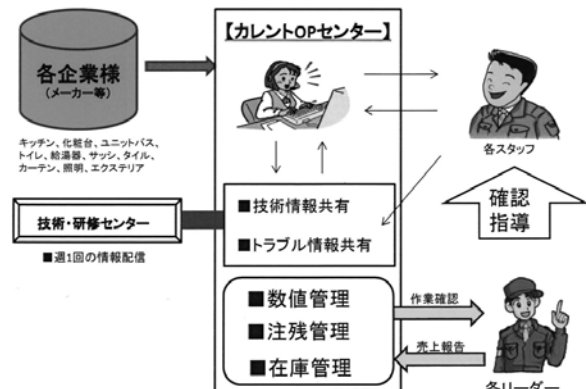 【カレントOPセンター】
各企業様
(メーカー等)
キッチン、化粧台、ユニットバス、
トイレ、給湯器、サッシ、タイル、
カーテン、照明、エクステリア
各スタッフ
技術・研修センター
■週1回の情報配信
■技術情報共有
■トラブル情報共有
確認
指導
■数値管理
■注残管理
■在庫管理
作業確認
売上報告
各リーダー